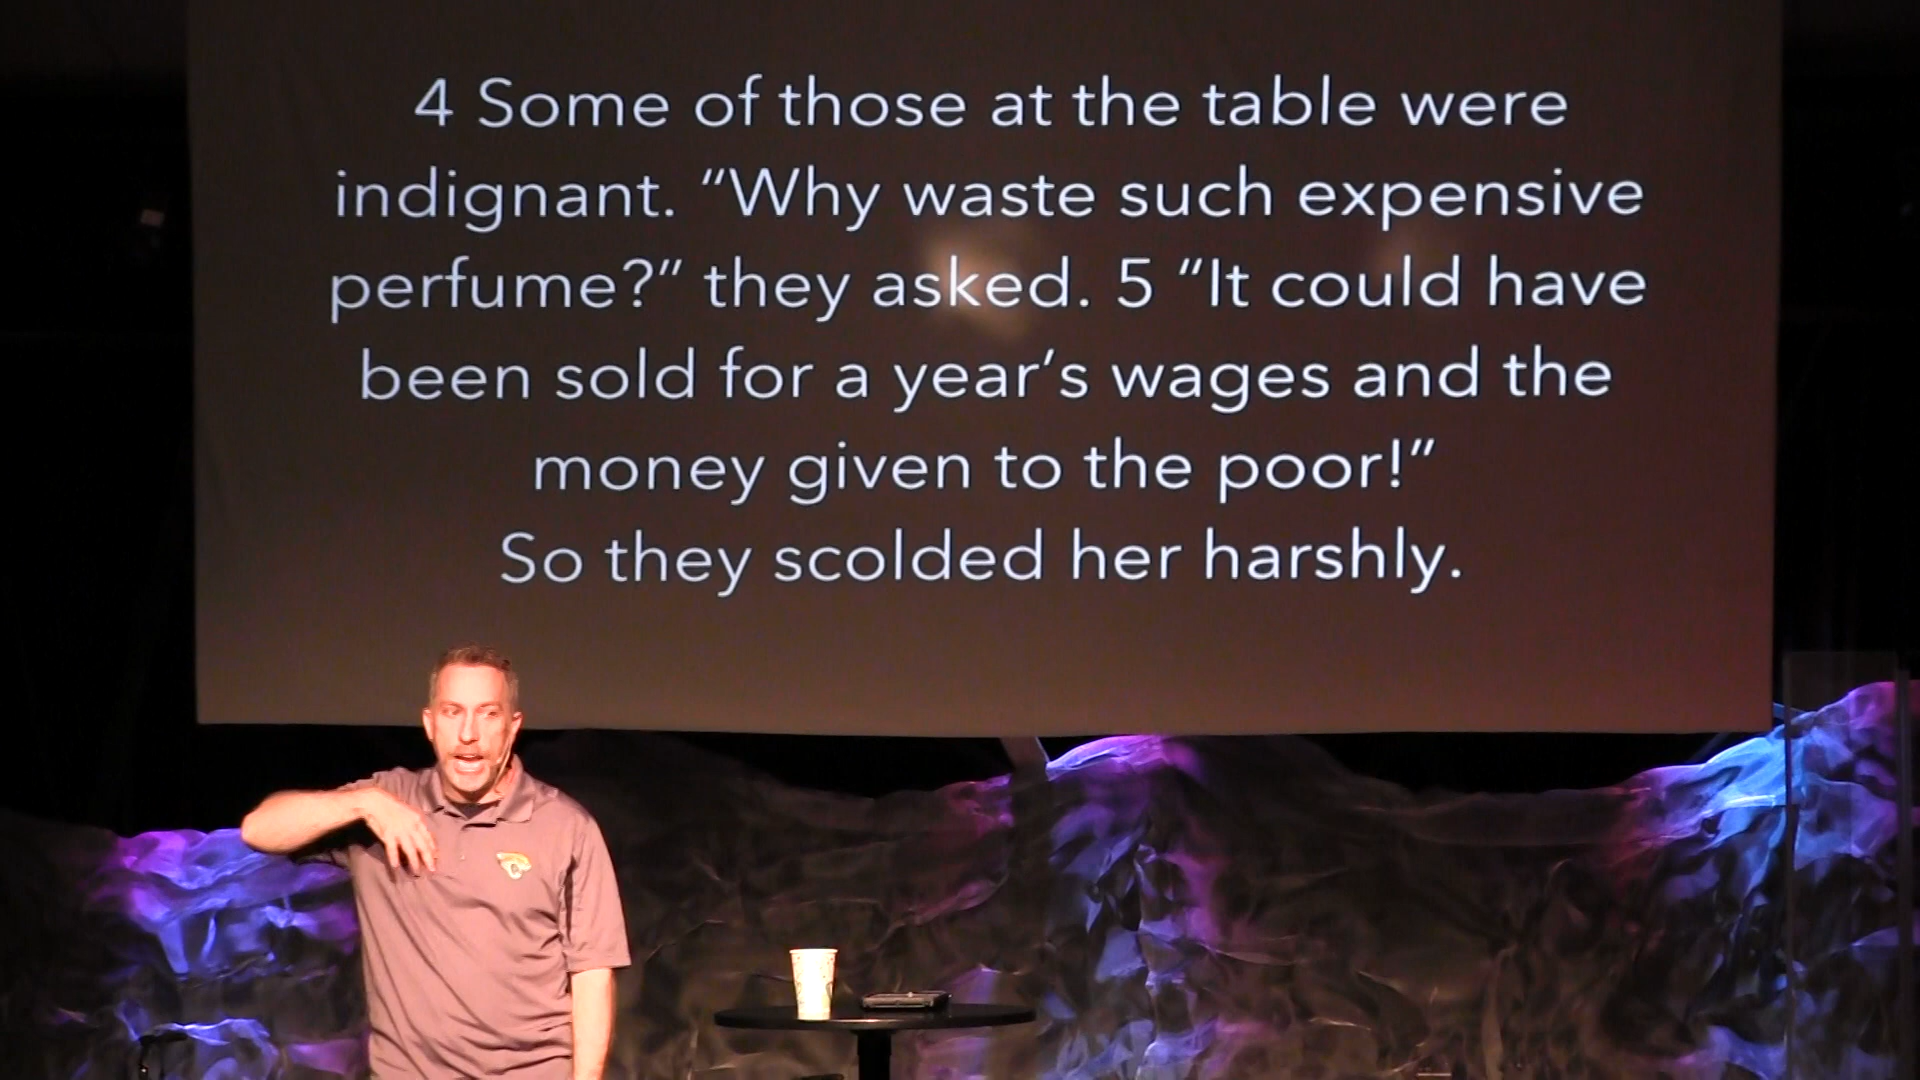 4 Some of those at the table were
indignant. “Why waste such expensive
perfume?” they asked. 5 “It could have
been sold for a year’s wages and the
money given to the poor!”
So they scolded her harshly.